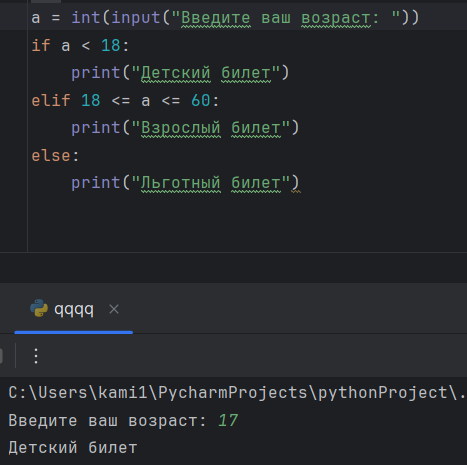 a = int(input("Введите ваш возраст: "))
if a < 18:
    print("Детский билет")
elif 18 <= a <= 60:
    print("Взрослый билет")
else:
    print("Льготный билет")
qqqq
C:\Users\kami1\PycharmProjects\pythonProject\.
Введите ваш возраст: 17
Детский билет